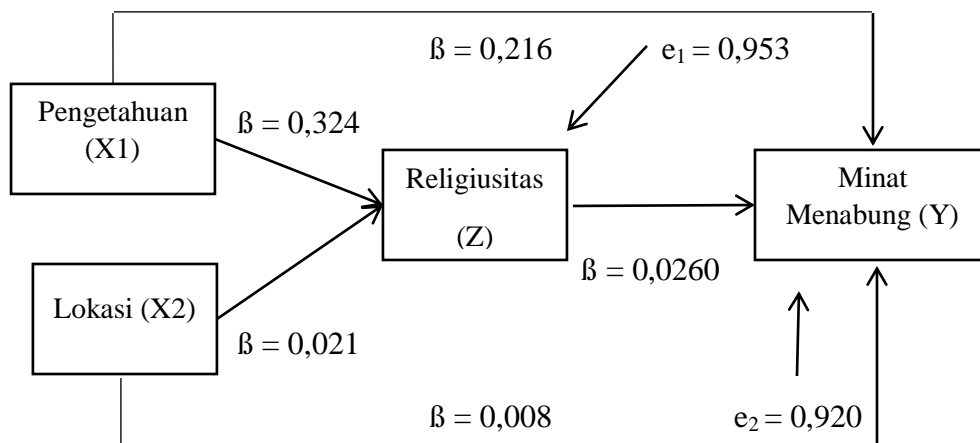 ß = 0,216
e1 = 0,953
Pengetahuan
(X1)
ß = 0,324
Religiusitas
(Z)
Minat
Menabung (Y)
Lokasi (X2)
ß = 0,0260
ß = 0,021
ß = 0,008
e2 = 0,920